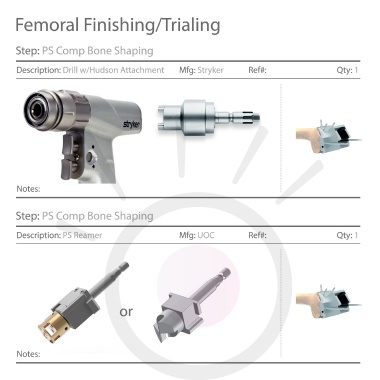 Femoral Finishing/Trialing
Step: PS Comp Bone Shaping
Description: Drill w/Hudson Attachment Mfg: Stryker Ref#: Qty: 1
stryker
Notes:
Step: PS Comp Bone Shaping
Description: PS Reamer Mfg: UOC Ref#: Qty: 1
or
Notes: